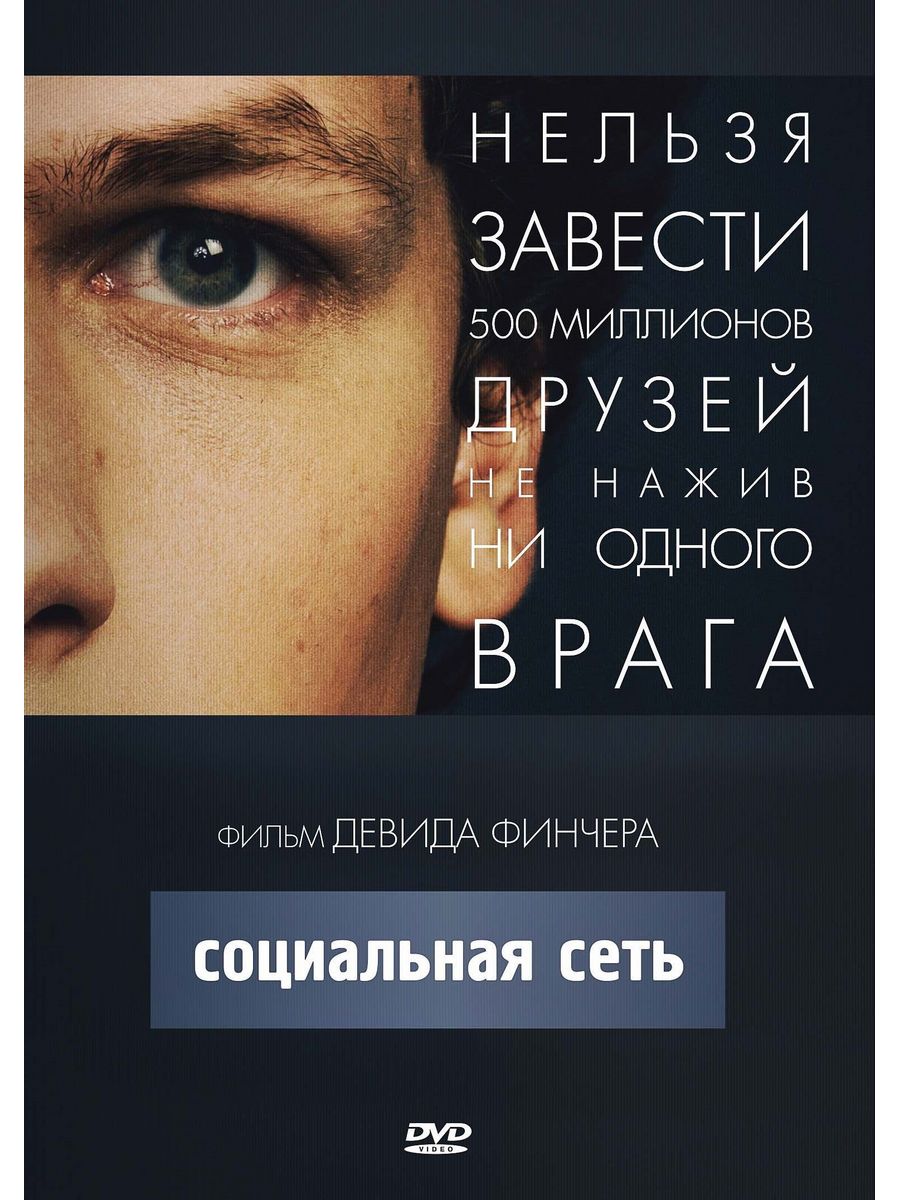 НЕЛЬЗЯ
ЗАВЕСТИ
500 МИЛЛИОНОВ
ДРУЗЕЙ
НЕ НАЖИВ
НИ ОДНОГО
ВРАГА
ФИЛЬМ ДЕВИДА ФИНЧЕРА
социальная сеть
DVD
VIDEO